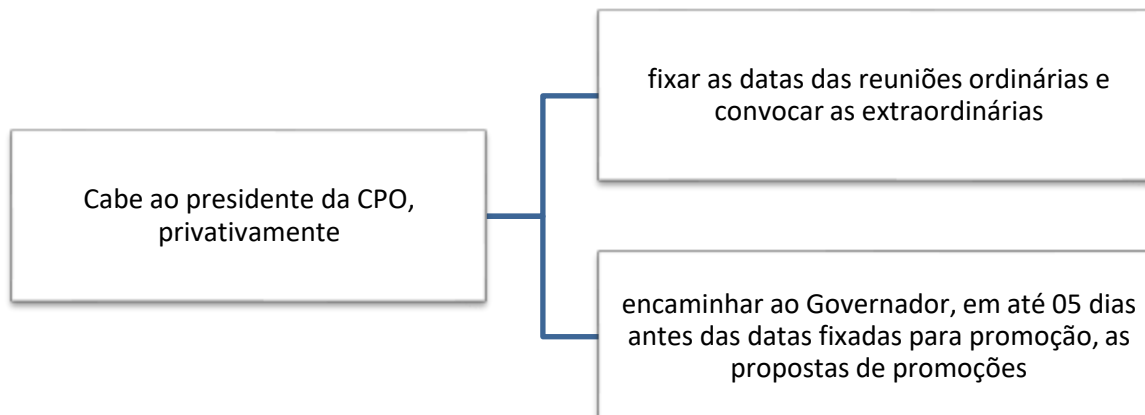 Cabe ao presidente da CPO,
privativamente
fixar as datas das reuniões ordinárias e
convocar as extraordinárias
encaminhar ao Governador, em até 05 dias
antes das datas fixadas para promoção, as
propostas de promoções